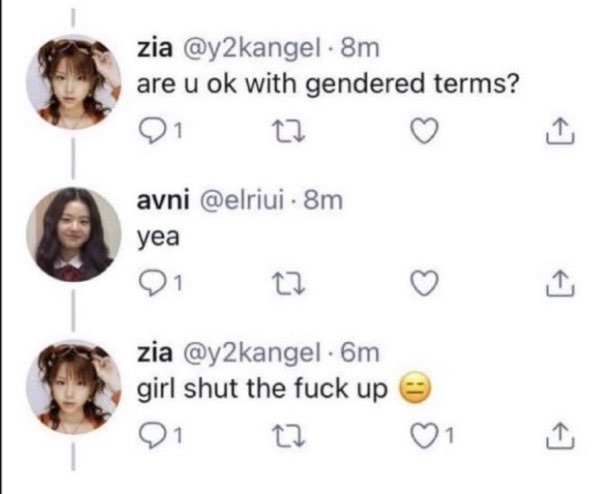 zia @y2kangel · 8m
are u ok with gendered terms?
1
avni @elriui · 8m
yea
1
zia @y2kangel · 6m
girl shut the fuck up 😑
1 1